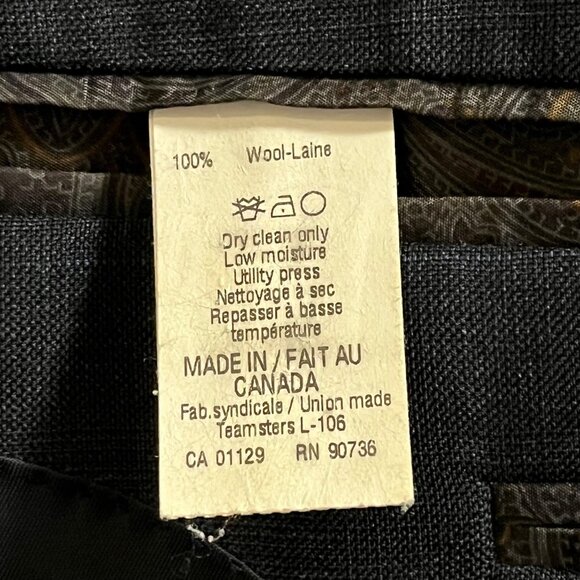 100% Wool-Laine
Dry clean only
Low moisture
Utility press
Nettoyage à sec
Repasser à basse
température
MADE IN / FAIT AU
CANADA
Fab.syndicale / Union made
Teamsters L-106
CA 01129 RN 90736